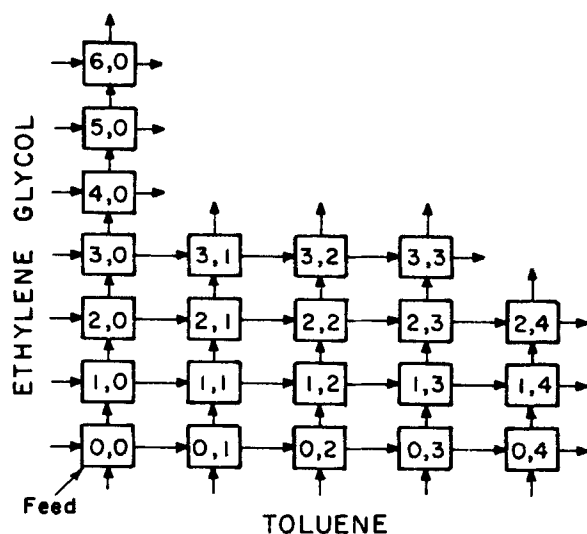 6,0
5,0
4,0
3,0 3,1 3,2 3,3
2,0 2,1 2,2 2,3 2,4
1,0 1,1 1,2 1,3 1,4
0,0 0,1 0,2 0,3 0,4
Feed
ETHYLENE GLYCOL
TOLUENE